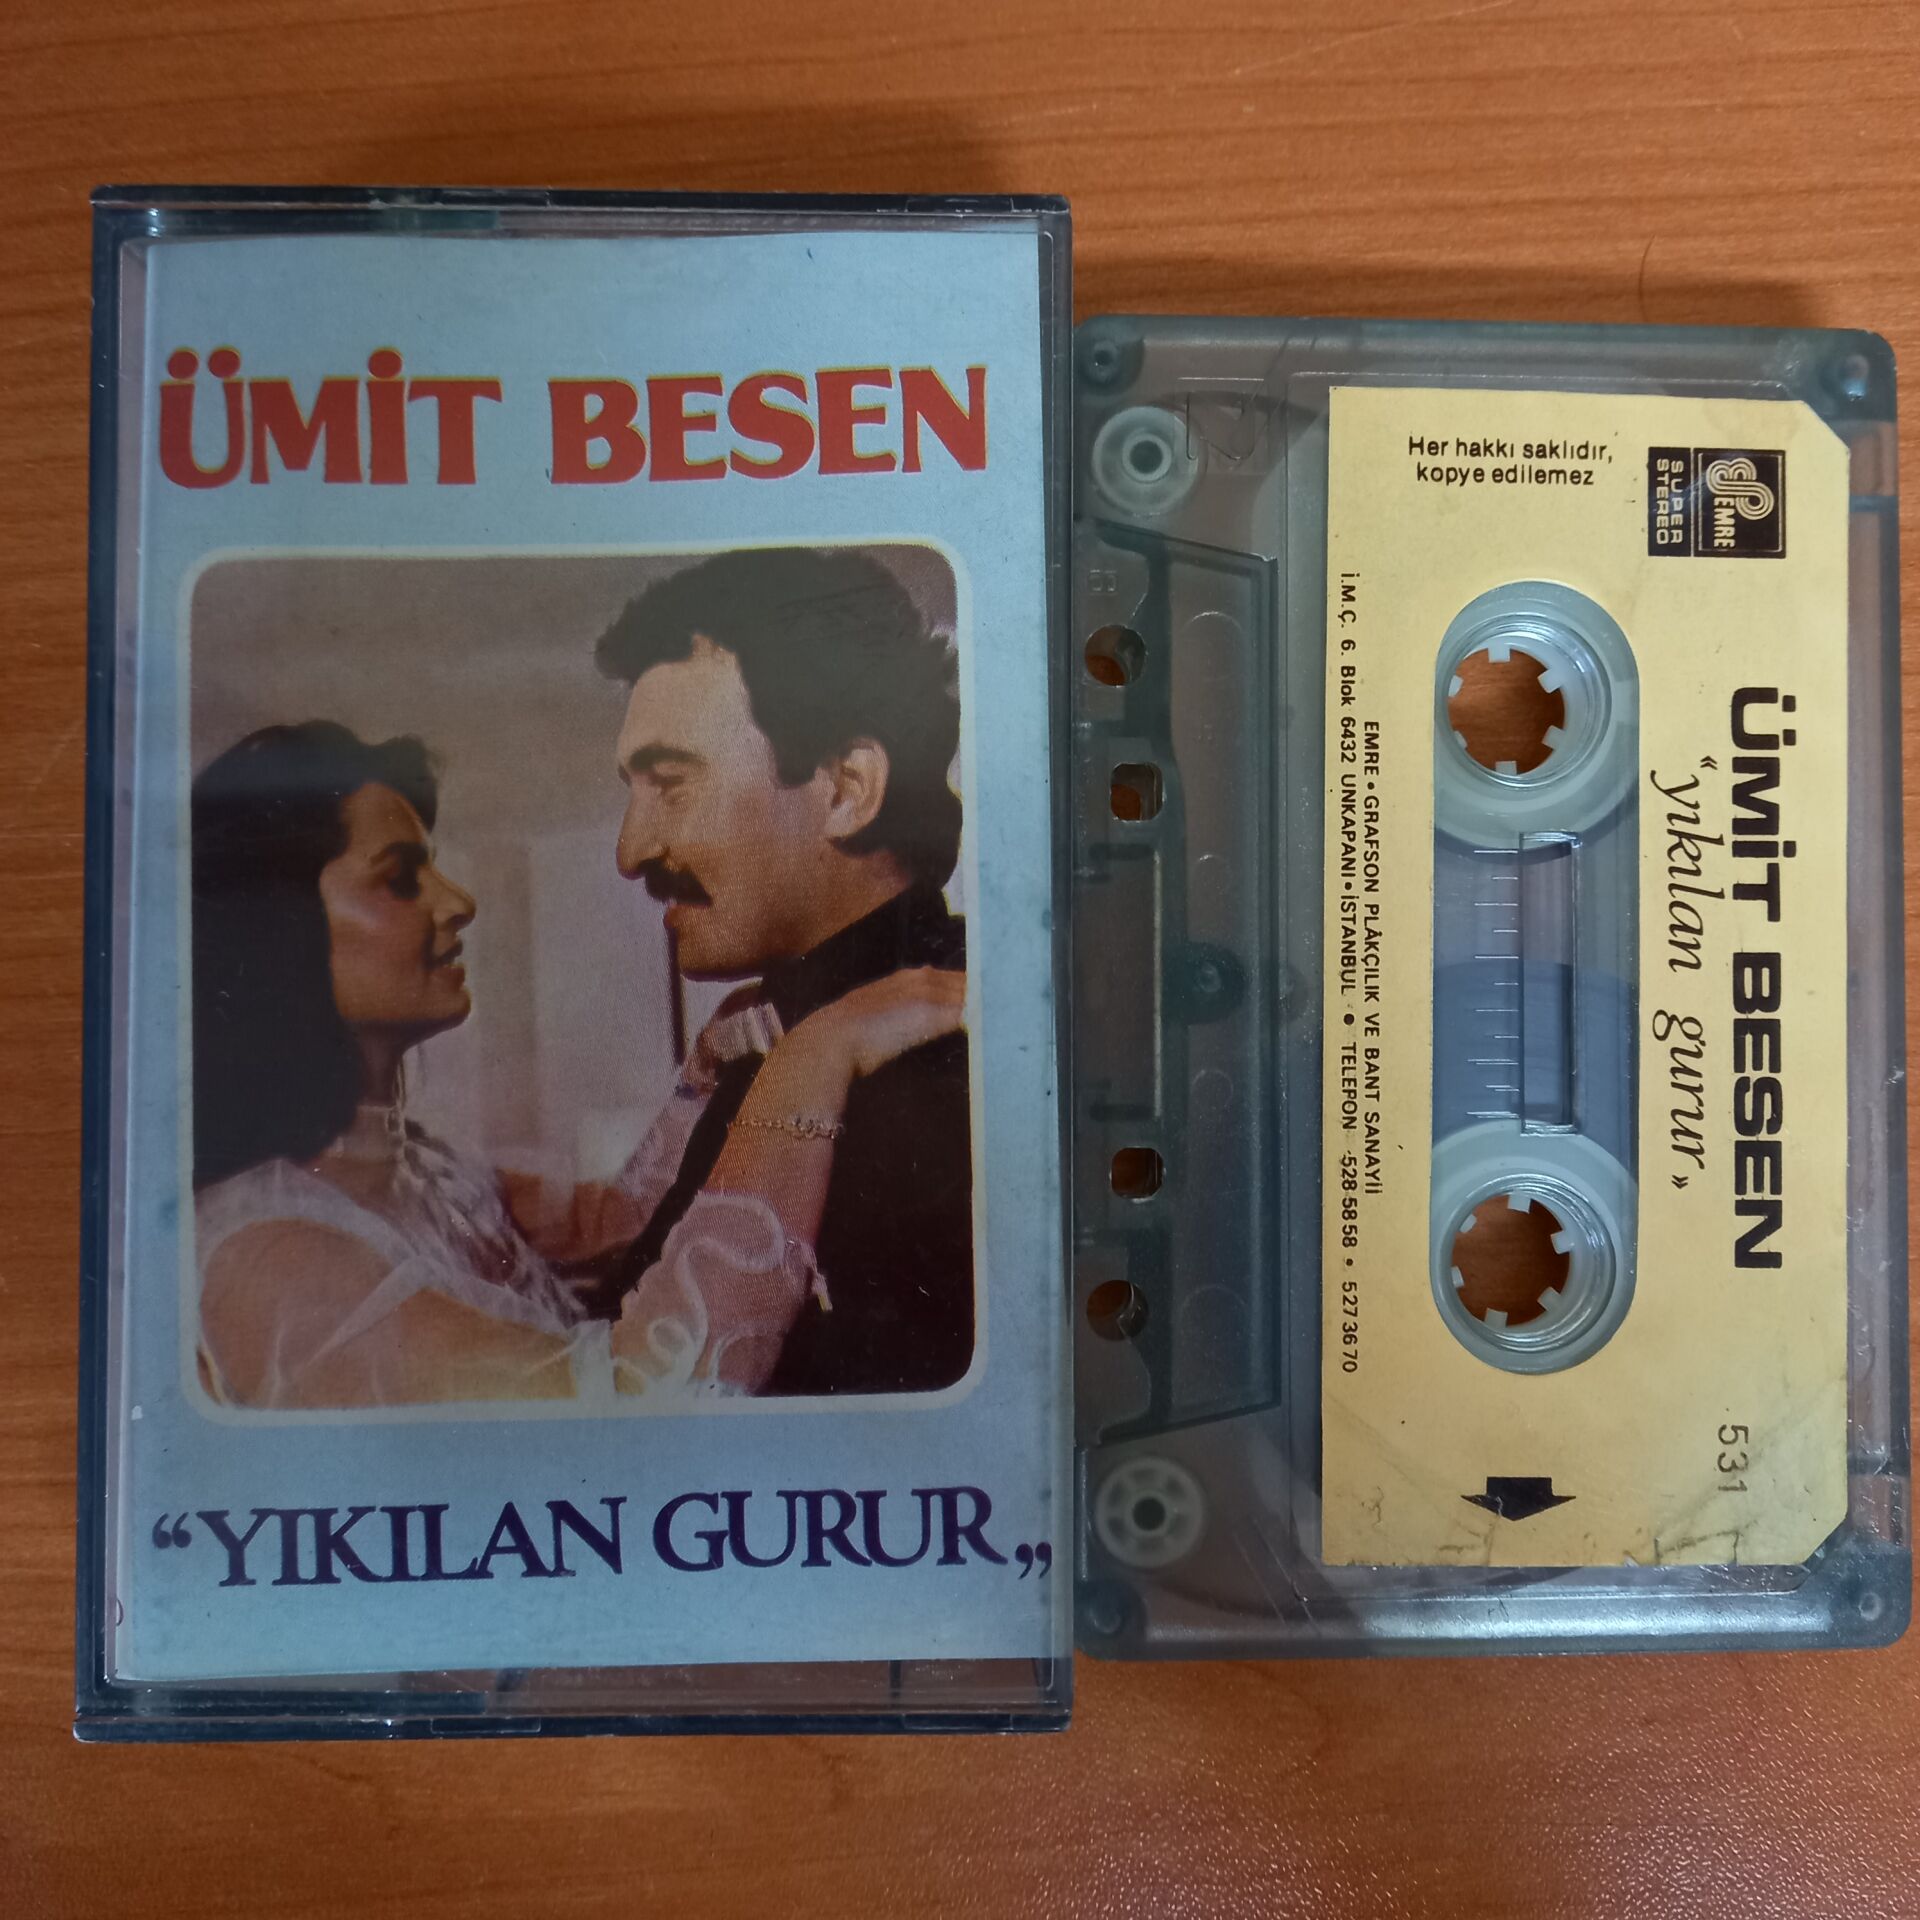 ÜMİT BESEN
“YIKILAN GURUR„
Her hakkı saklıdır,
kopye edilemez
EMRE
SUPER
STEREO
ÜMİT BESEN
“yıkılan gurur»
EMRE • GRAFSON PLÂKÇILIK VE BANT SANAYİİ
İ.M.Ç. 6. Blok 6432 UNKAPANI • İSTANBUL • TELEFON 528 58 58 • 527 36 70
531